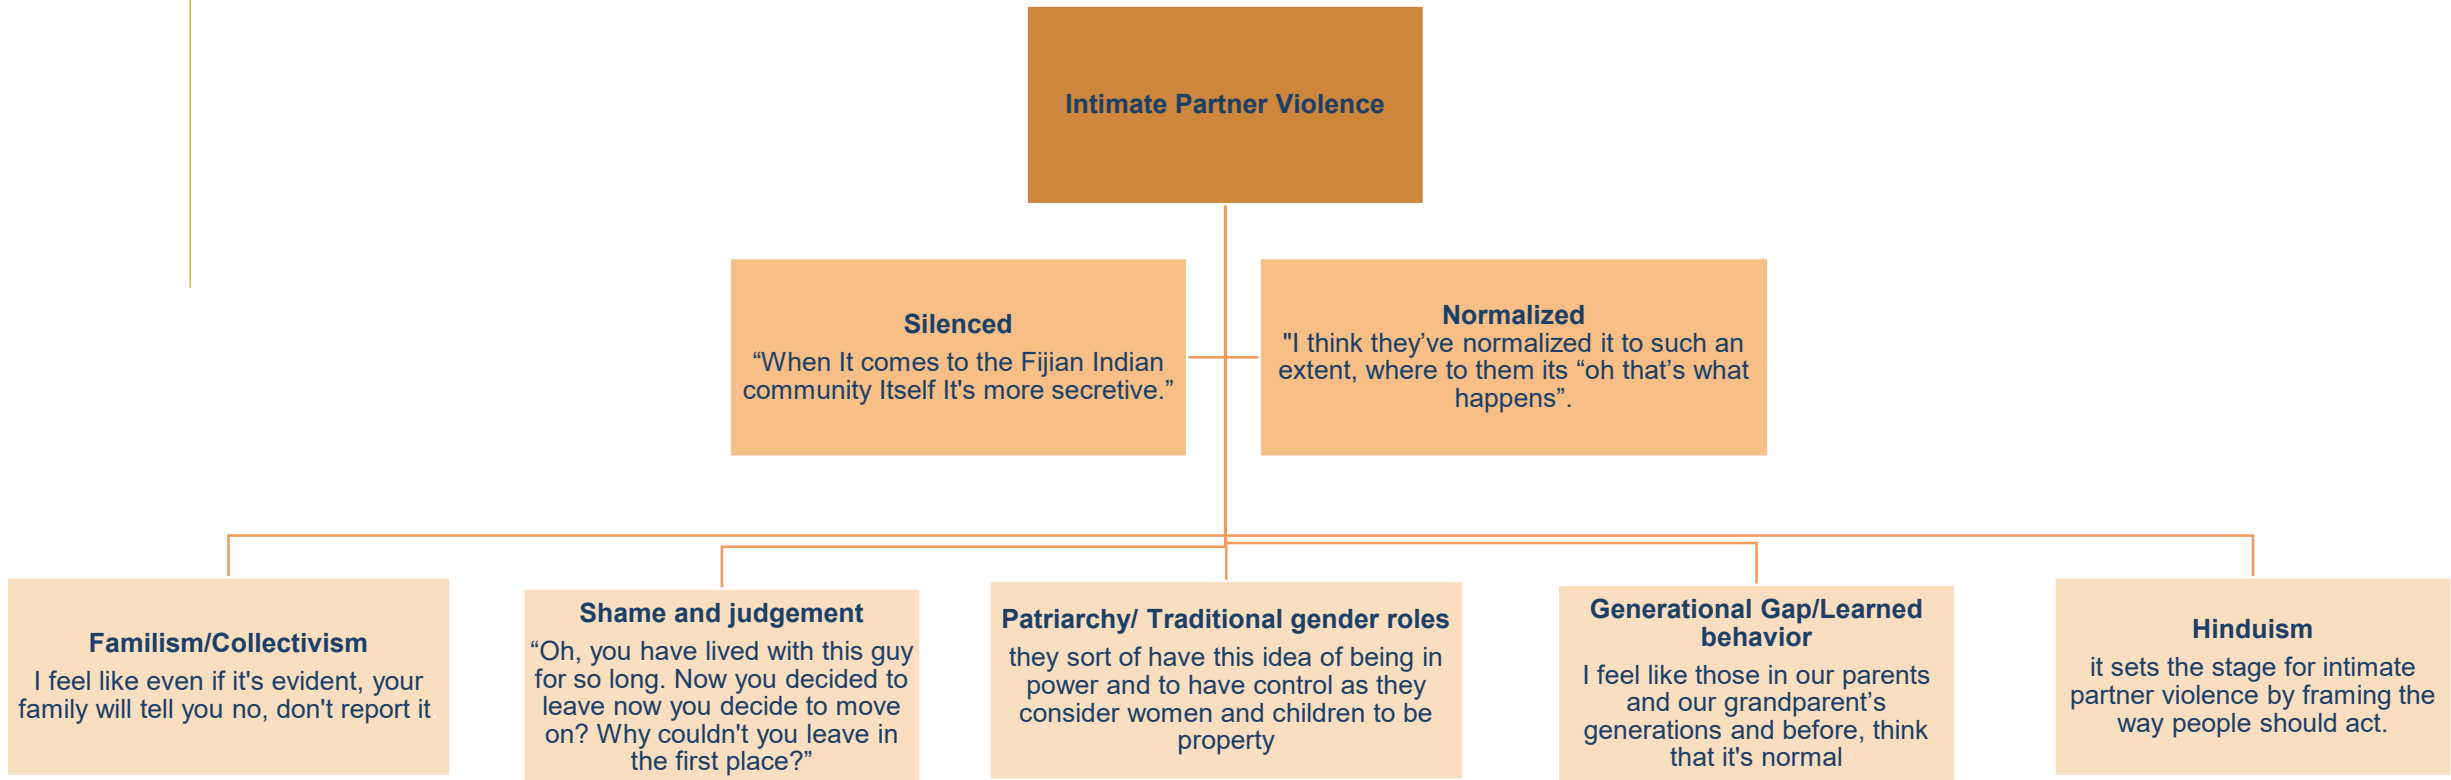 Intimate Partner Violence
Silenced
“When It comes to the Fijian Indian
community Itself It's more secretive.”
Normalized
"I think they’ve normalized it to such an
extent, where to them its “oh that’s what
happens”.
Familism/Collectivism
I feel like even if it's evident, your
family will tell you no, don't report it
Shame and judgement
“Oh, you have lived with this guy
for so long. Now you decided to
leave now you decide to move
on? Why couldn't you leave in
the first place?”
Patriarchy/ Traditional gender roles
they sort of have this idea of being in
power and to have control as they
consider women and children to be
property
Generational Gap/Learned
behavior
I feel like those in our parents
and our grandparent’s
generations and before, think
that it's normal
Hinduism
it sets the stage for intimate
partner violence by framing the
way people should act.